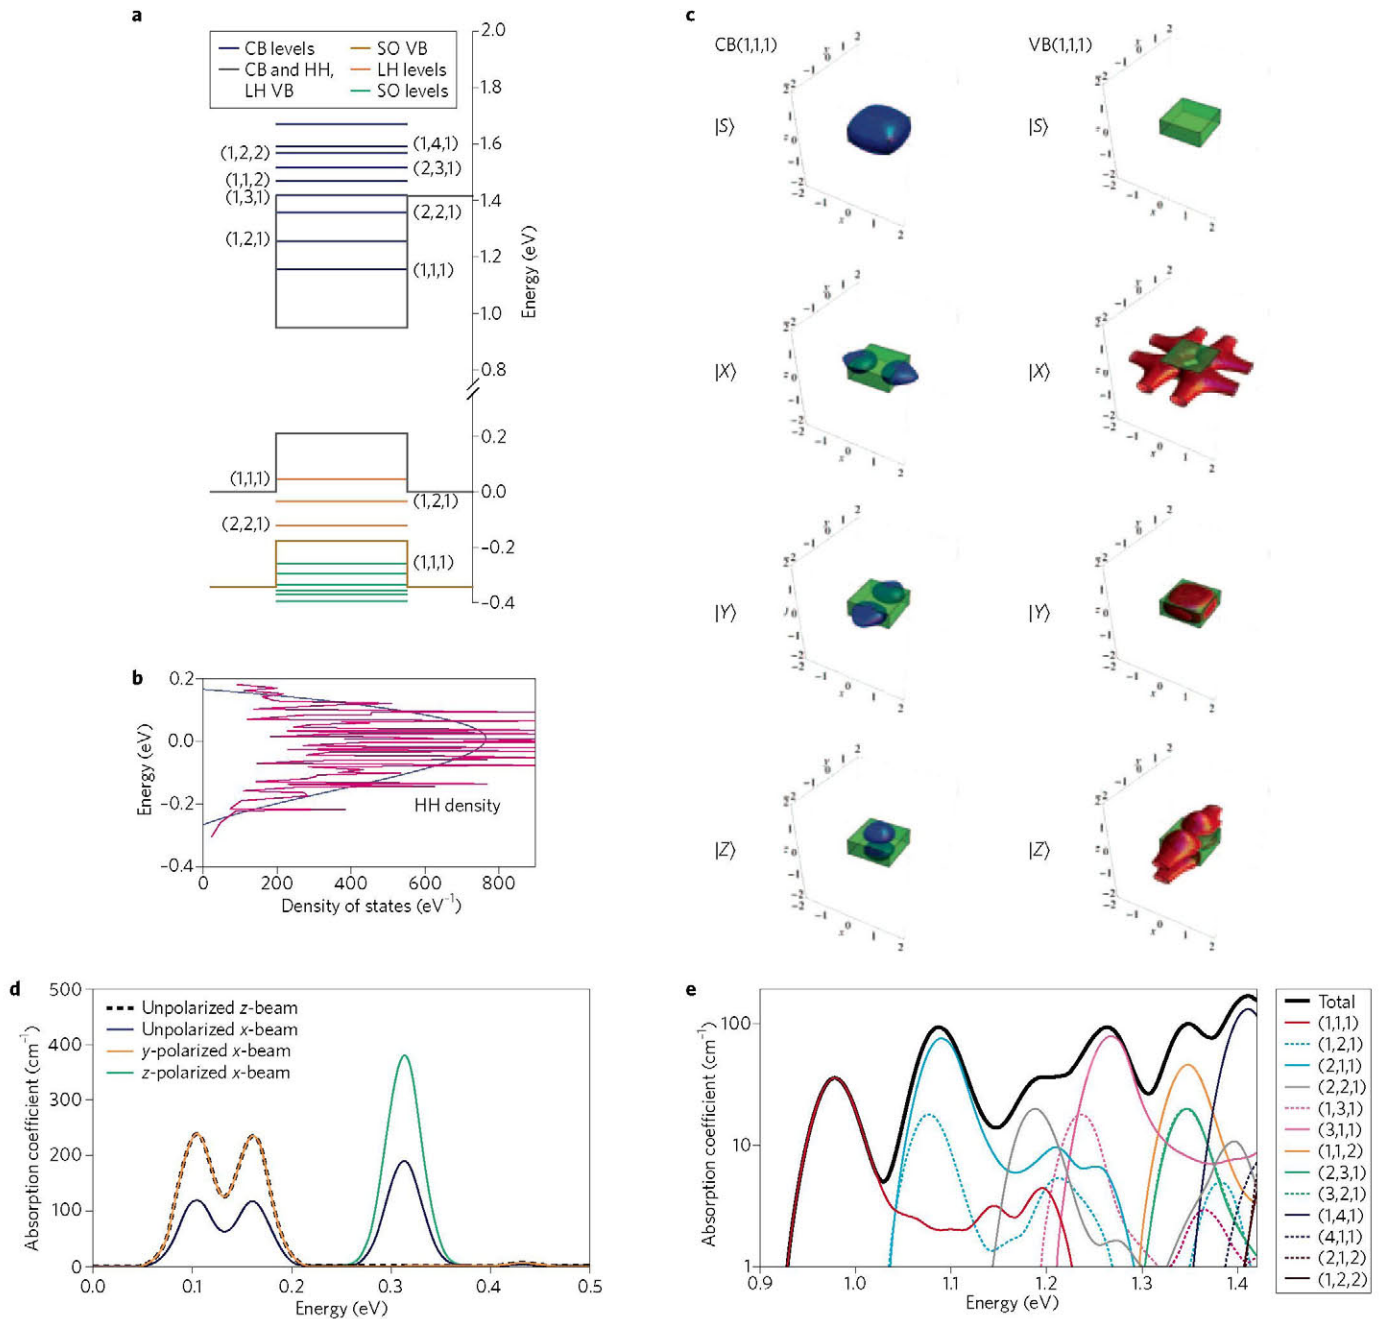 a
CB levels
CB and HH,
LH VB
SO VB
LH levels
SO levels
(1,2,2)
(1,1,2)
(1,3,1)
(1,2,1)
(1,4,1)
(2,3,1)
(2,2,1)
(1,1,1)
2.0
1.8
1.6
1.4
1.2
1.0
0.8
0.2
0.0
−0.2
−0.4
Energy (eV)
(1,1,1)
(2,2,1)
(1,2,1)
(1,1,1)
b
0.2
0.0
−0.2
−0.4
Energy (eV)
HH density
0 200 400 600 800
Density of states (eV⁻¹)
c
CB(1,1,1)
VB(1,1,1)
|S⟩
|S⟩
|X⟩
|X⟩
|Y⟩
|Y⟩
|Z⟩
|Z⟩
d
500
400
300
200
100
0
Absorption coefficient (cm⁻¹)
Unpolarized z-beam
Unpolarized x-beam
y-polarized x-beam
z-polarized x-beam
0.0 0.1 0.2 0.3 0.4 0.5
Energy (eV)
e
100
10
1
Absorption coefficient (cm⁻¹)
0.9 1.0 1.1 1.2 1.3 1.4
Energy (eV)
Total
(1,1,1)
(1,2,1)
(2,1,1)
(2,2,1)
(1,3,1)
(3,1,1)
(1,1,2)
(2,3,1)
(3,2,1)
(1,4,1)
(4,1,1)
(2,1,2)
(1,2,2)